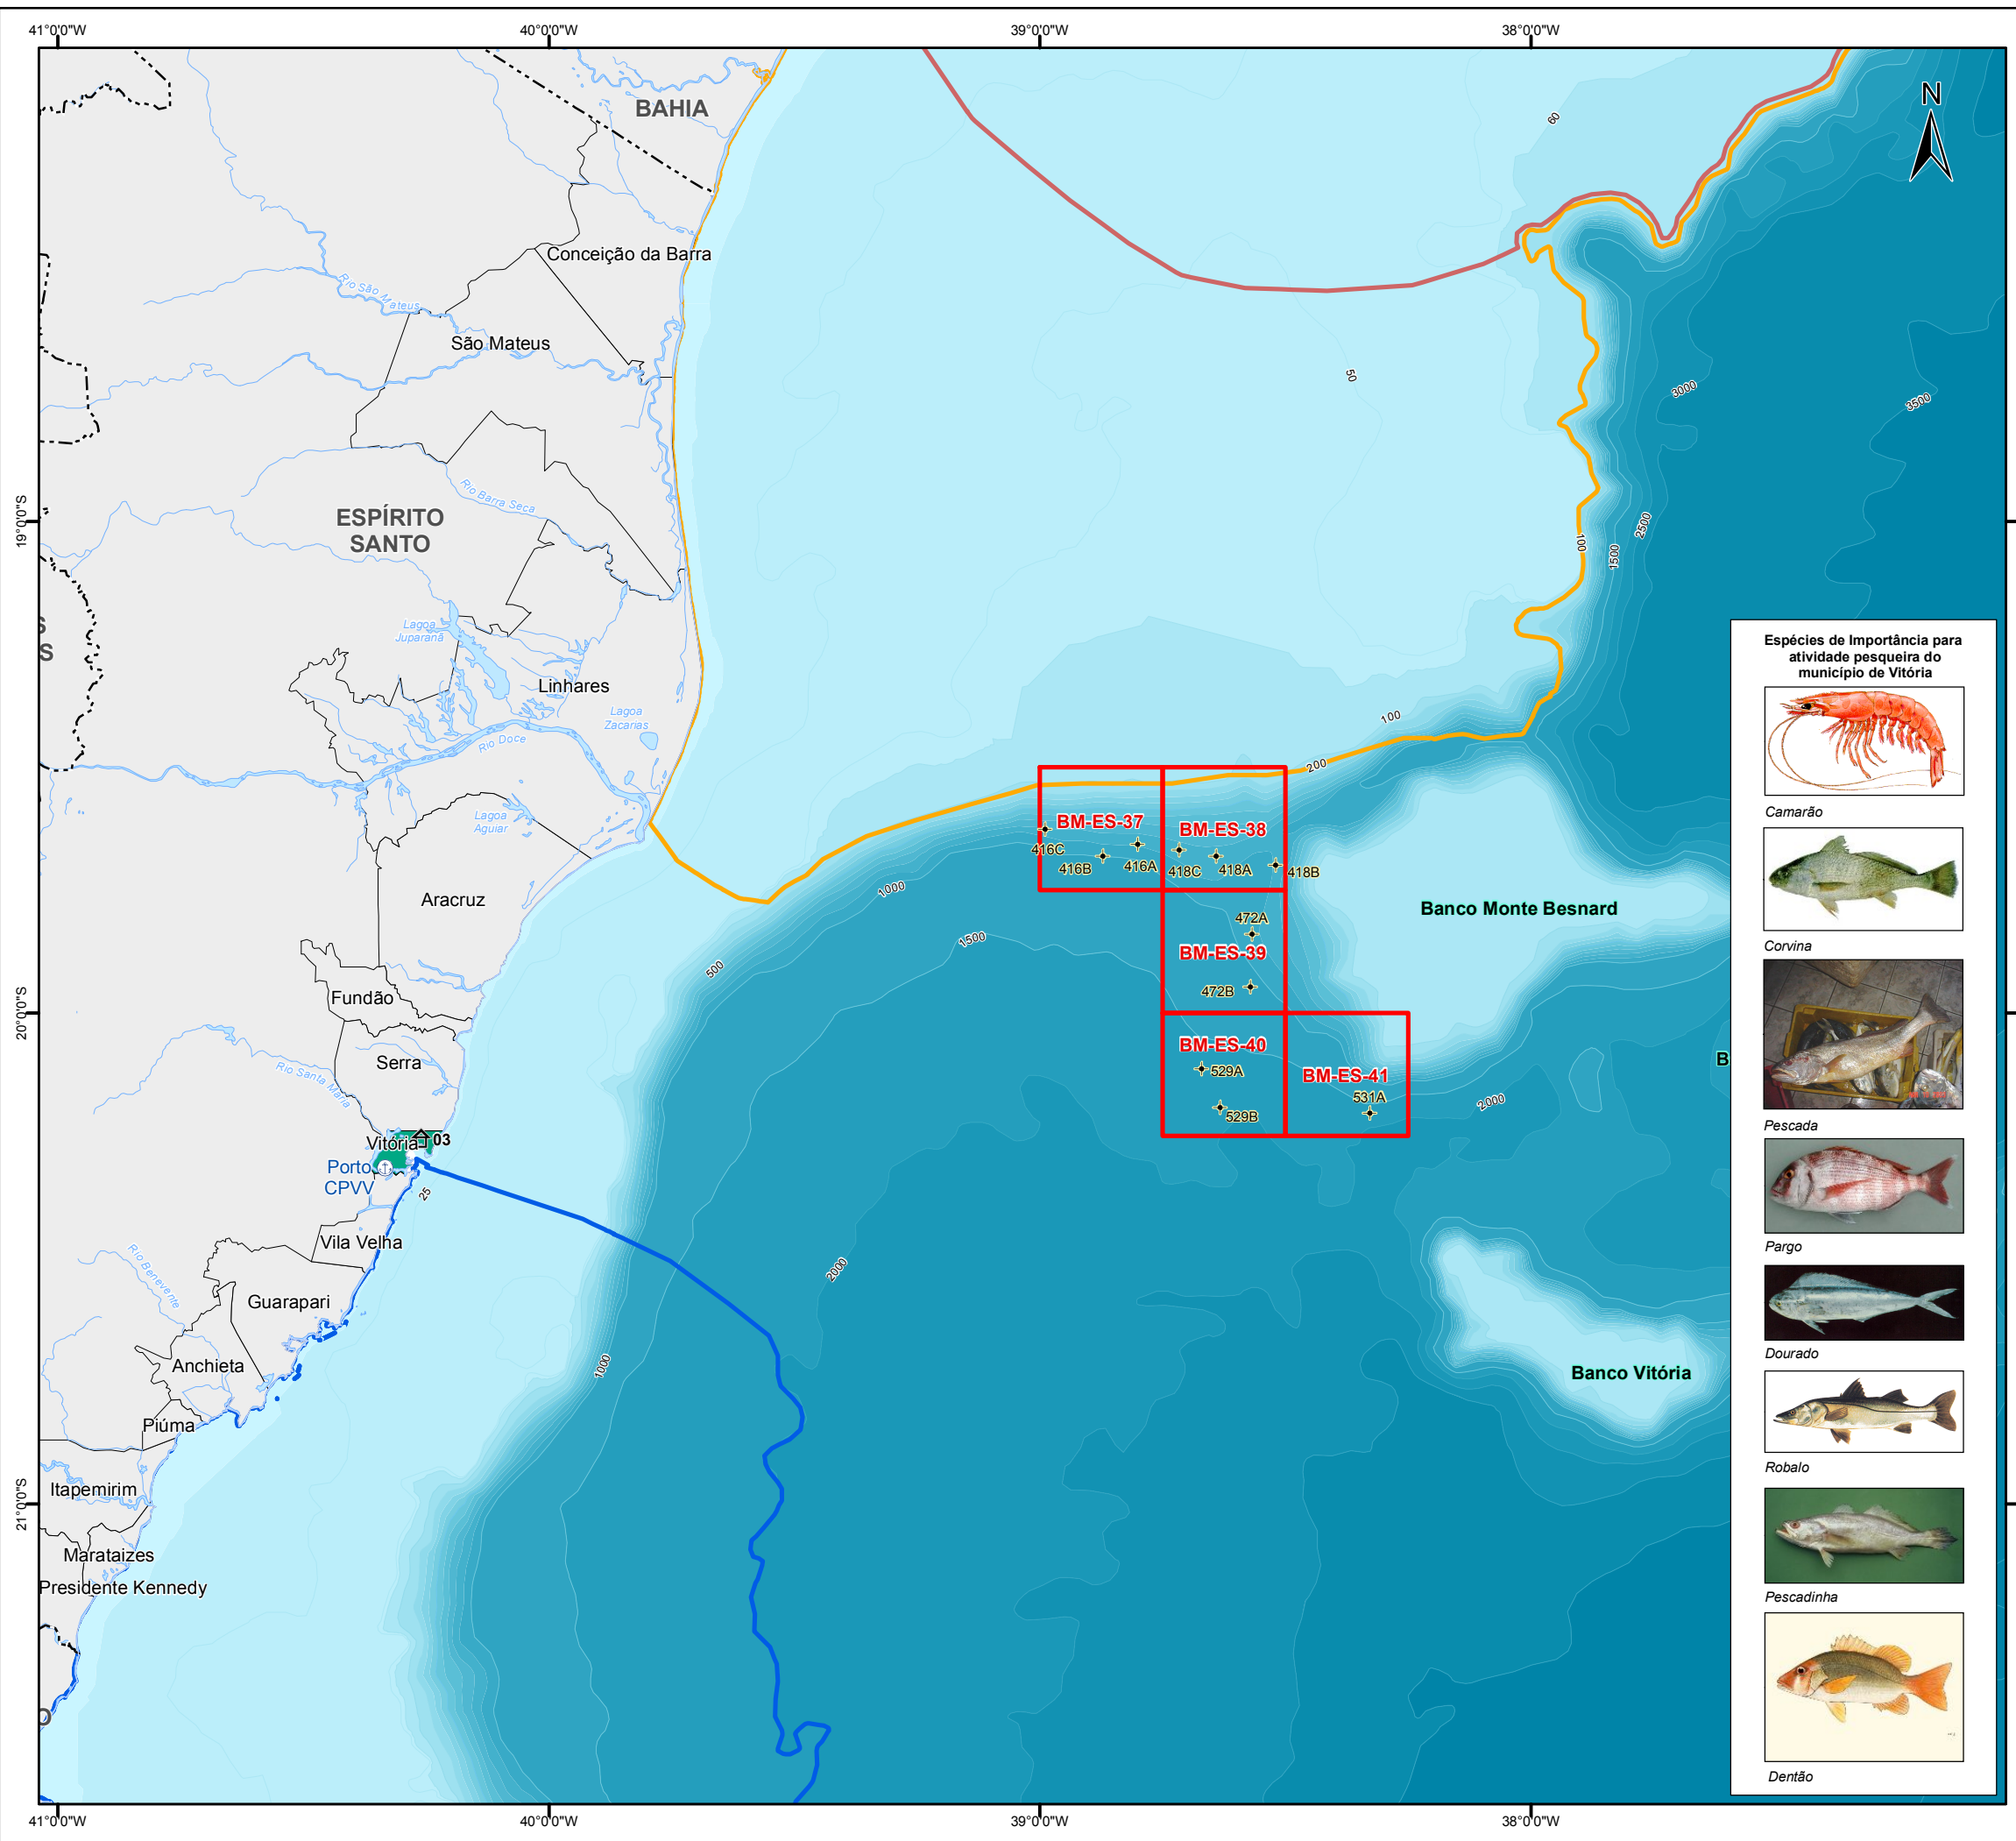 41°0'0"W
40°0'0"W
39°0'0"W
38°0'0"W
BAHIA
60
N
Conceição da Barra
Rio São Mateus
São Mateus
50
3000
3500
19°0'0"S
ESPÍRITO
SANTO
Rio Barra Seca
100
1500
2500
S
S
Lagoa
Juparanã
Linhares
Lagoa
Zacarias
Rio Doce
100
200
Lagoa
Aguiar
BM-ES-37
BM-ES-38
416C
416B
416A
418C
418A
418B
1000
Aracruz
Banco Monte Besnard
472A
1500
BM-ES-39
500
472B
Fundão
20°0'0"S
BM-ES-40
B
Serra
529A
BM-ES-41
Rio Santa Maria
531A
2000
529B
Vitória
03
Porto
CPVV
25
Vila Velha
Rio Benevente
2000
Guarapari
Anchieta
1000
Banco Vitória
Piúma
Itapemirim
21°0'0"S
Marataizes
Presidente Kennedy
O
Espécies de Importância para
atividade pesqueira do
município de Vitória
Camarão
Corvina
Pescada
Pargo
Dourado
Robalo
Pescadinha
Dentão
41°0'0"W
40°0'0"W
39°0'0"W
38°0'0"W